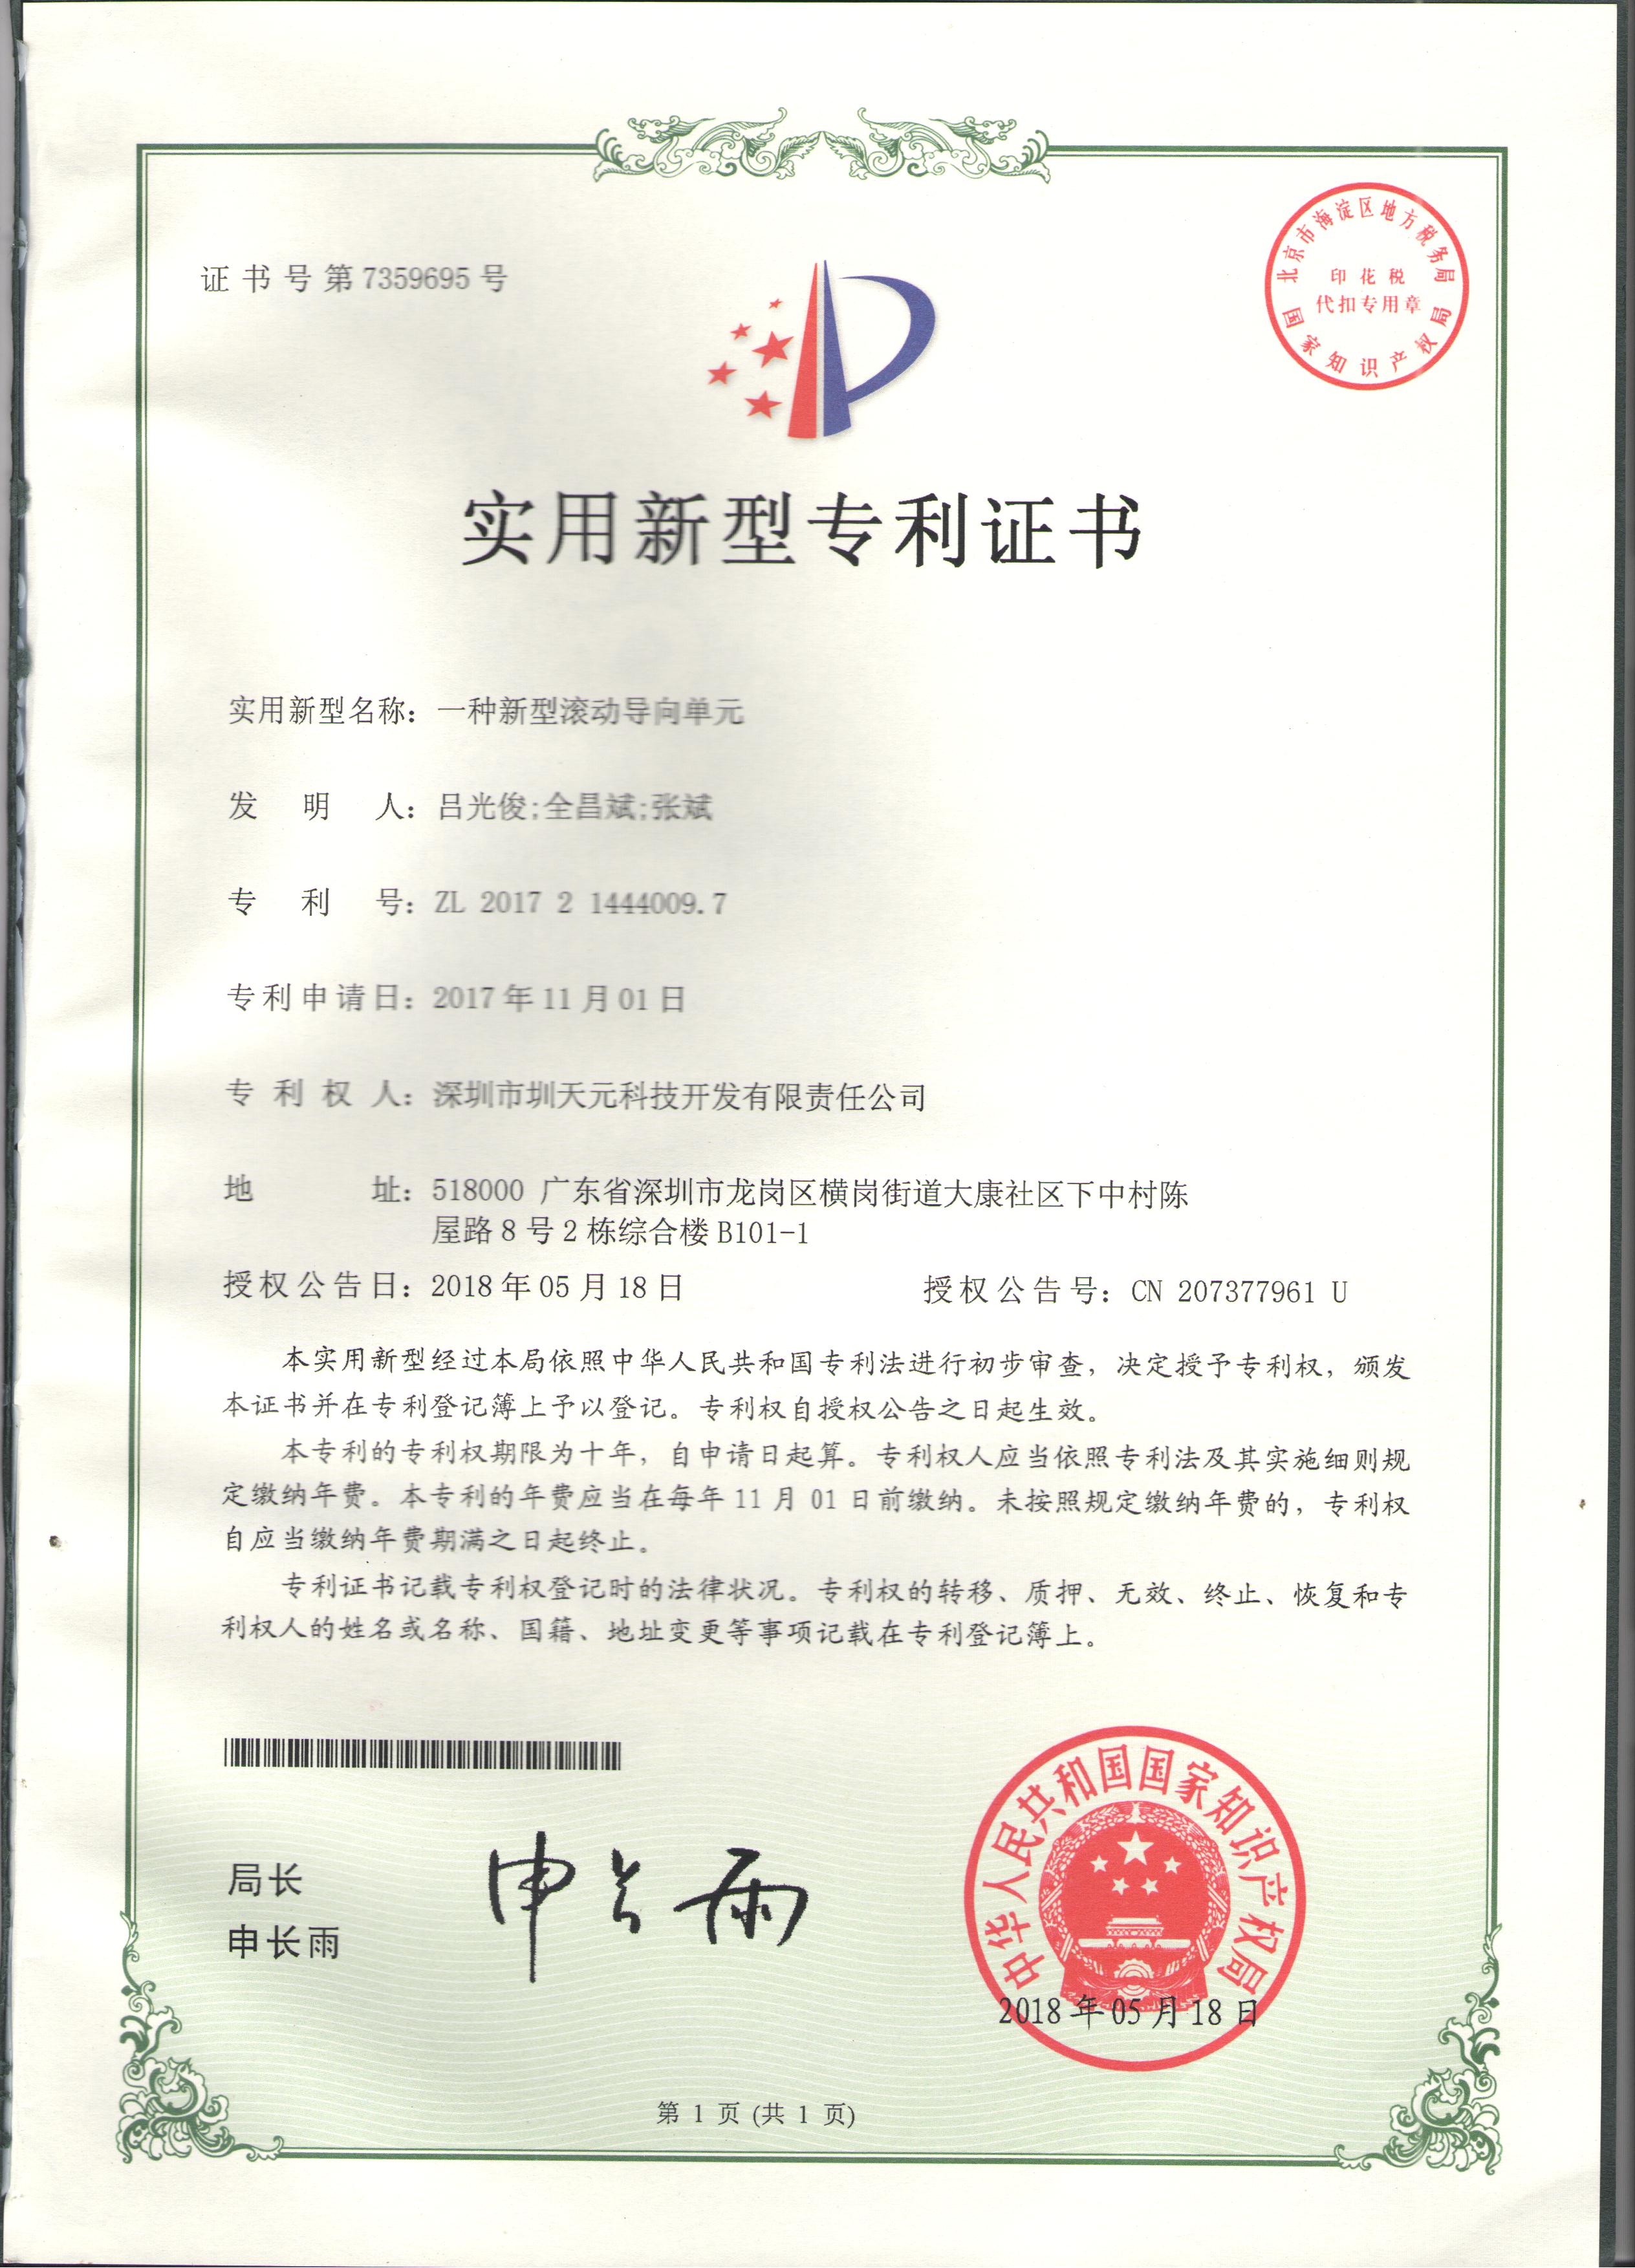 证书号第7359695号
北京市海淀区地方税务局
印花税
代扣专用章
国家知识产权局
实用新型专利证书
实用新型名称：一种新型滚动导向单元
发明人：吕光俊;全昌斌;张斌
专利号：ZL 2017 2 1444009.7
专利申请日：2017年11月01日
专利权人：深圳市圳天元科技开发有限责任公司
地址：518000 广东省深圳市龙岗区横岗街道大康社区下中村陈
屋路8号2栋综合楼B101-1
授权公告日：2018年05月18日 授权公告号：CN 207377961 U
本实用新型经过本局依照中华人民共和国专利法进行初步审查，决定授予专利权，颁发
本证书并在专利登记簿上予以登记。专利权自授权公告之日起生效。
本专利的专利权期限为十年，自申请日起算。专利权人应当依照专利法及其实施细则规
定缴纳年费。本专利的年费应当在每年11月01日前缴纳。未按照规定缴纳年费的，专利权
自应当缴纳年费期满之日起终止。
专利证书记载专利权登记时的法律状况。专利权的转移、质押、无效、终止、恢复和专
利权人的姓名或名称、国籍、地址变更等事项记载在专利登记簿上。
局长
申长雨
申长雨
中华人民共和国国家知识产权局
2018年05月18日
第 1 页 (共 1 页)